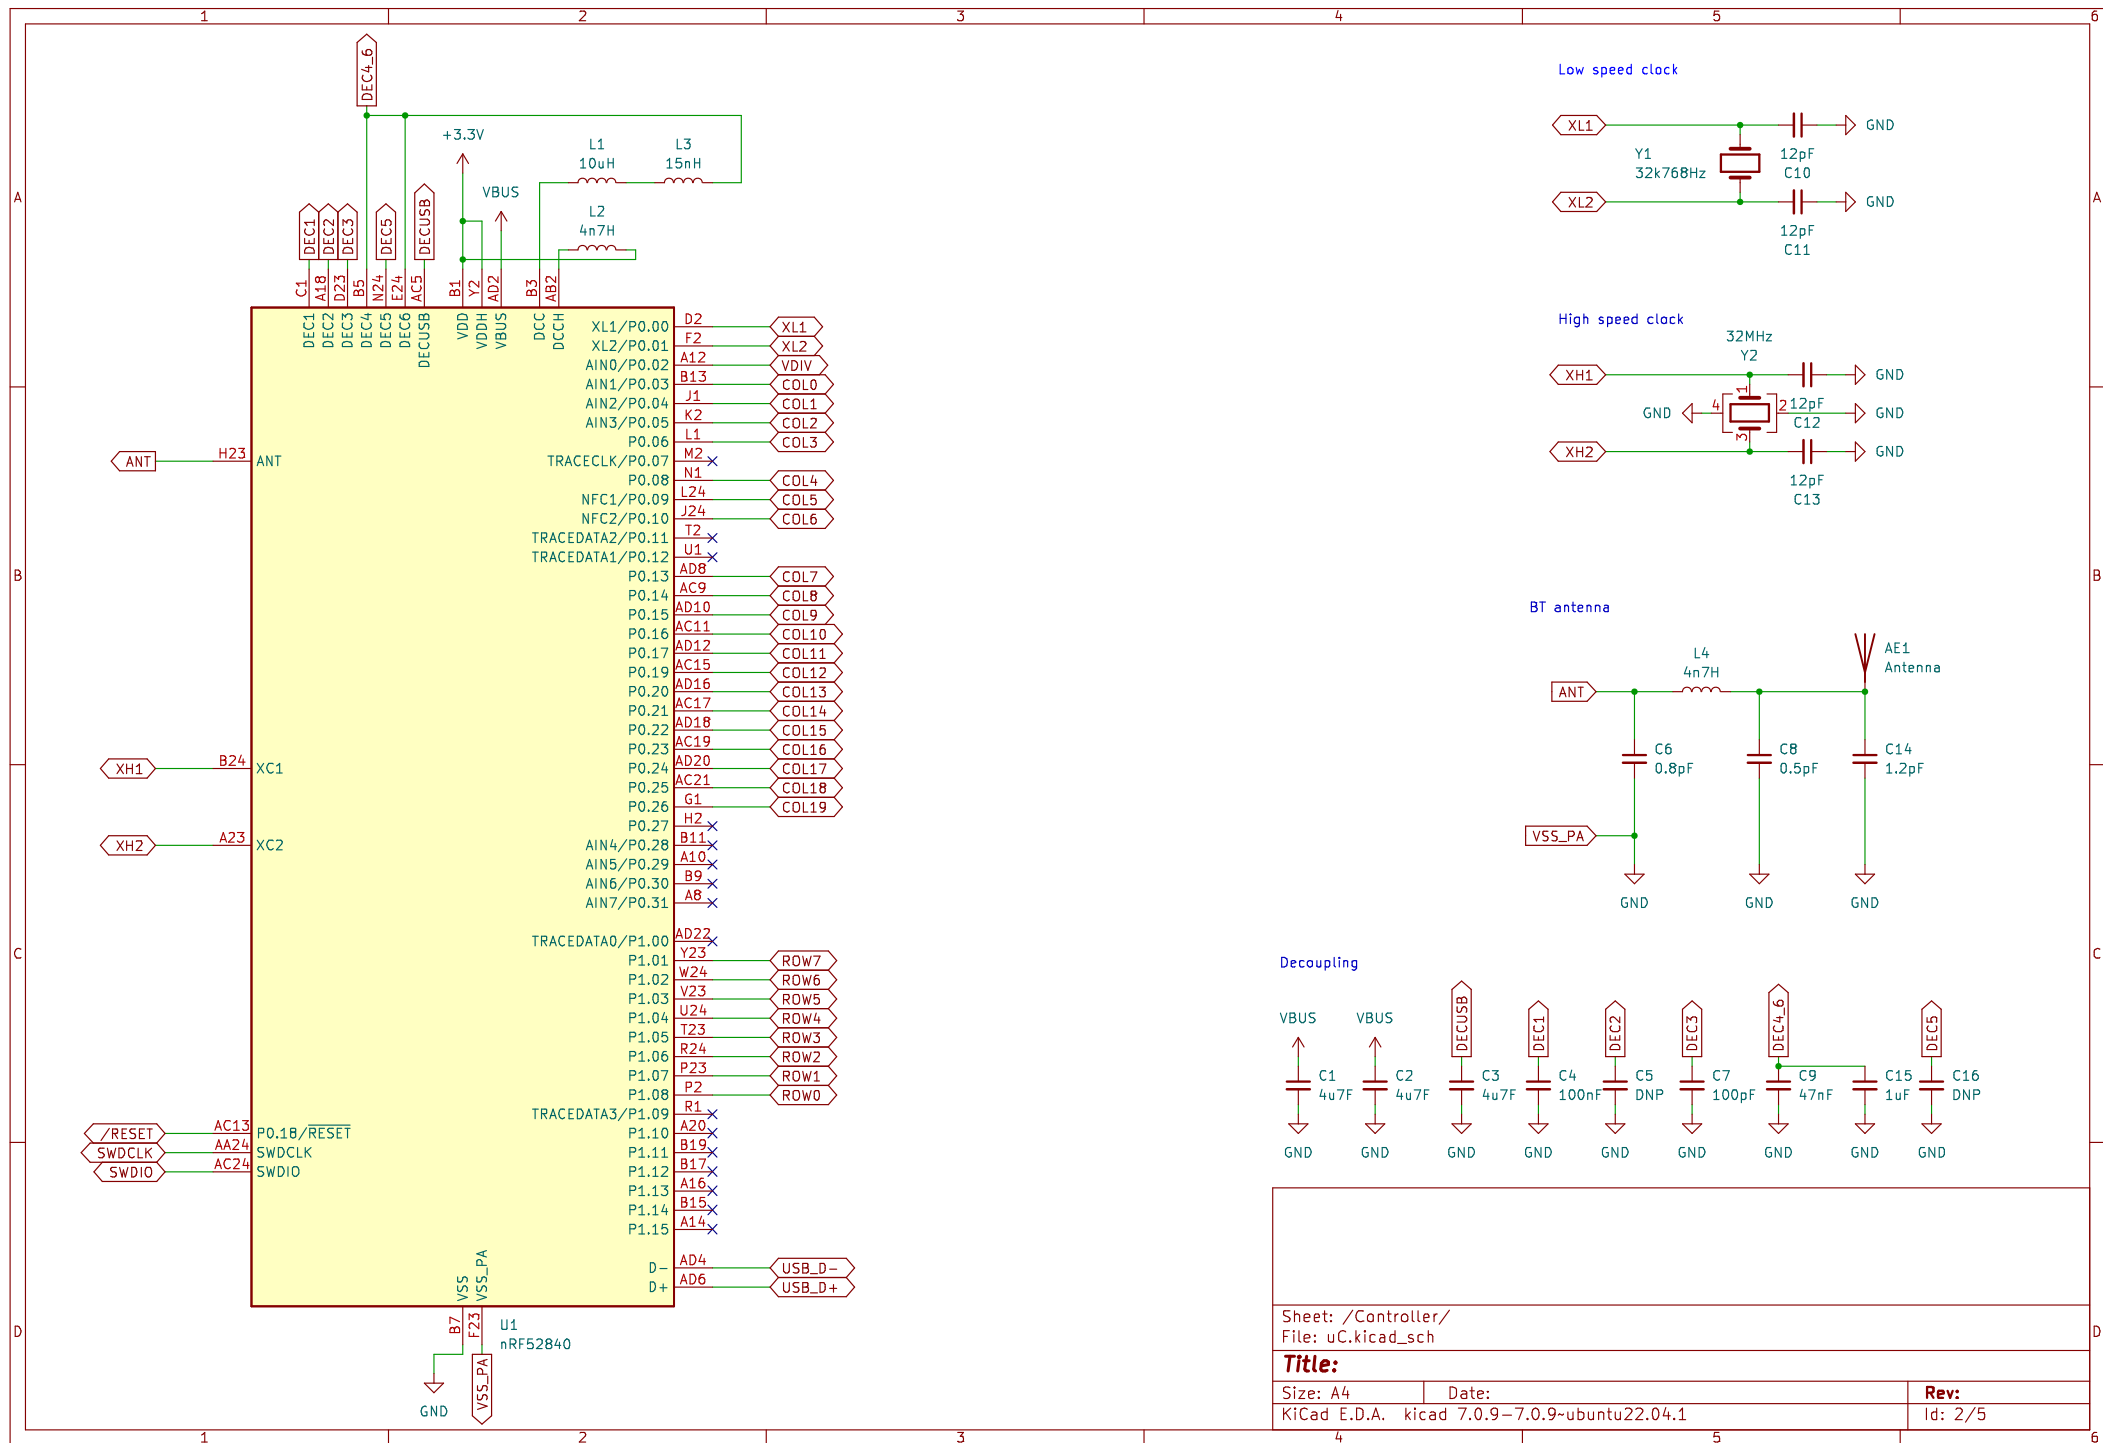 1 2 3 4 5 6
A
B
C
D
DEC4_6
+3.3V
VBUS
L1
10uH
L3
15nH
L2
4n7H
DEC1
DEC2
DEC3
DEC5
DECUSB
C1
A18
D23
B5
N24
E24
AC5
B1
Y2
AD2
B3
AB2
DEC1
DEC2
DEC3
DEC4
DEC5
DEC6
DECUSB
VDD
VDDH
VBUS
DCC
DCCH
XL1/P0.00 D2 XL1
XL2/P0.01 F2 XL2
AIN0/P0.02 A12 VDIV
AIN1/P0.03 B13 COL0
AIN2/P0.04 J1 COL1
AIN3/P0.05 K2 COL2
P0.06 L1 COL3
TRACECLK/P0.07 M2
P0.08 N1 COL4
NFC1/P0.09 L24 COL5
NFC2/P0.10 J24 COL6
TRACEDATA2/P0.11 T2
TRACEDATA1/P0.12 U1
P0.13 AD8 COL7
P0.14 AC9 COL8
P0.15 AD10 COL9
P0.16 AC11 COL10
P0.17 AD12 COL11
P0.19 AC15 COL12
P0.20 AD16 COL13
P0.21 AC17 COL14
P0.22 AD18 COL15
P0.23 AC19 COL16
P0.24 AD20 COL17
P0.25 AC21 COL18
P0.26 G1 COL19
P0.27 H2
AIN4/P0.28 B11
AIN5/P0.29 A10
AIN6/P0.30 B9
AIN7/P0.31 A8
TRACEDATA0/P1.00 AD22
P1.01 Y23 ROW7
P1.02 W24 ROW6
P1.03 V23 ROW5
P1.04 U24 ROW4
P1.05 T23 ROW3
P1.06 R24 ROW2
P1.07 P23 ROW1
P1.08 P2 ROW0
TRACEDATA3/P1.09 R1
P1.10 A20
P1.11 B19
P1.12 B17
P1.13 A16
P1.14 B15
P1.15 A14
D- AD4 USB_D-
D+ AD6 USB_D+
ANT H23 ANT
XH1 B24 XC1
XH2 A23 XC2
/RESET AC13 P0.18/RESET
SWDCLK AA24 SWDCLK
SWDIO AC24 SWDIO
VSS
VSS_PA
B7
F23
U1
nRF52840
GND
VSS_PA
Low speed clock
XL1
GND
Y1
32k768Hz
12pF
C10
XL2
GND
12pF
C11
High speed clock
32MHz
Y2
XH1
GND
1
GND 4
2
GND
12pF
C12
3
XH2
GND
12pF
C13
BT antenna
AE1
Antenna
L4
4n7H
ANT
C6
0.8pF
C8
0.5pF
C14
1.2pF
VSS_PA
GND GND GND
Decoupling
VBUS
VBUS
DECUSB
DEC1
DEC2
DEC3
DEC4_6
DEC5
C1
4u7F
C2
4u7F
C3
4u7F
C4
100nF
C5
DNP
C7
100pF
C9
47nF
C15
1uF
C16
DNP
GND GND GND GND GND GND GND GND GND
Sheet: /Controller/
File: uC.kicad_sch
Title:
Size: A4 Date: Rev:
KiCad E.D.A. kicad 7.0.9-7.0.9~ubuntu22.04.1 Id: 2/5
A
B
C
D
1 2 3 4 5 6